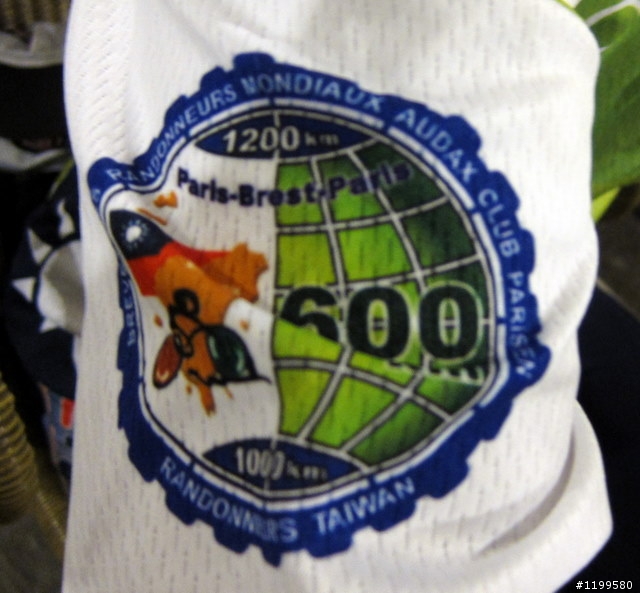 RANDONNEURS MONDIAUX AUDAX CLUB PARISIEN
1200 km
Paris-Brest-Paris
600
1000 km
RANDONNEURS TAIWAN
#1199580